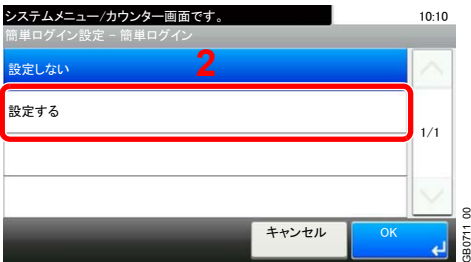 システムメニュー/カウンター画面です。
10:10
簡単ログイン設定 - 簡単ログイン
設定しない
2
設定する
1/1
キャンセル
OK
GB0711 00